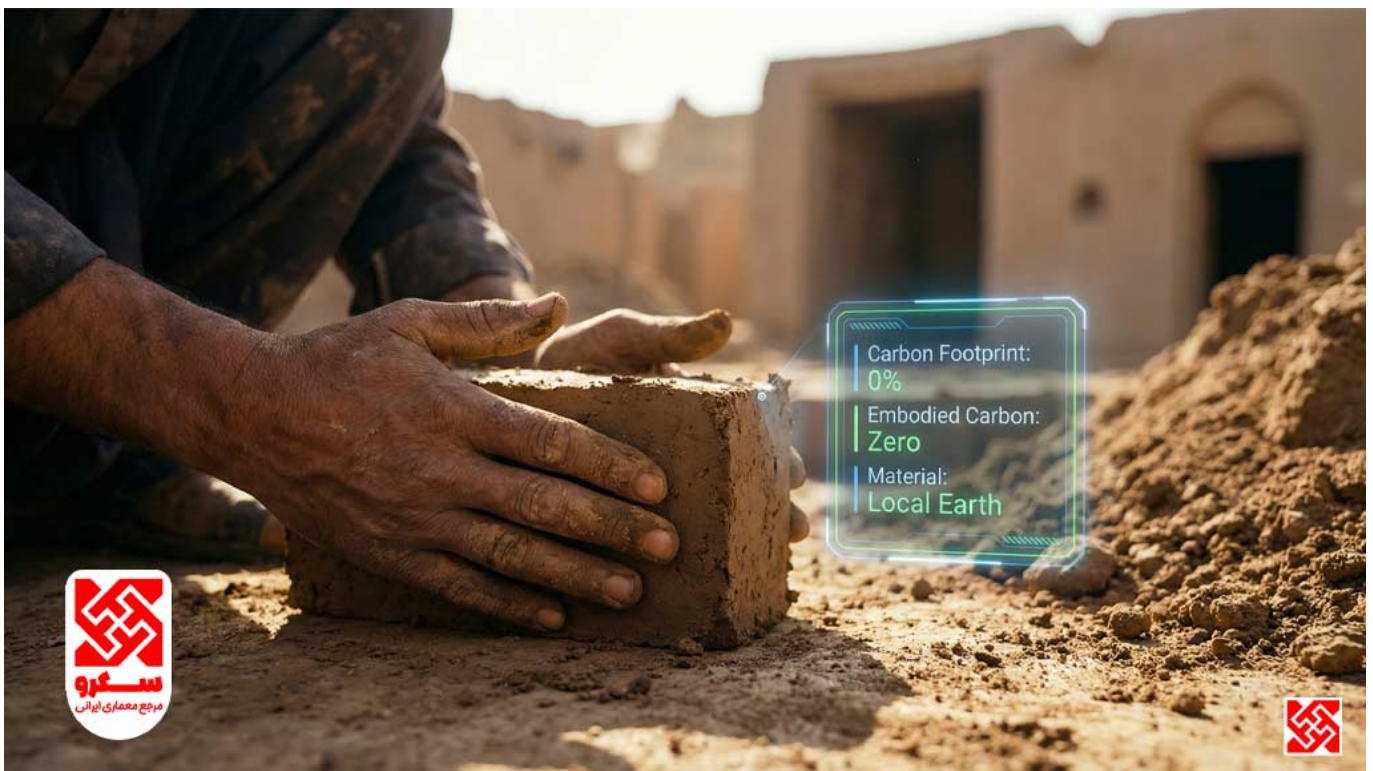 Carbon Footprint:
0%
Embodied Carbon:
Zero
Material:
Local Earth
سکرو
مرجع معماری ایرانی